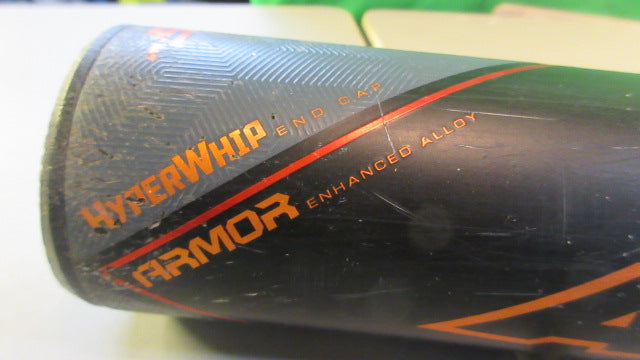 HYPERWHIP END CAP
ARMOR ENHANCED ALLOY